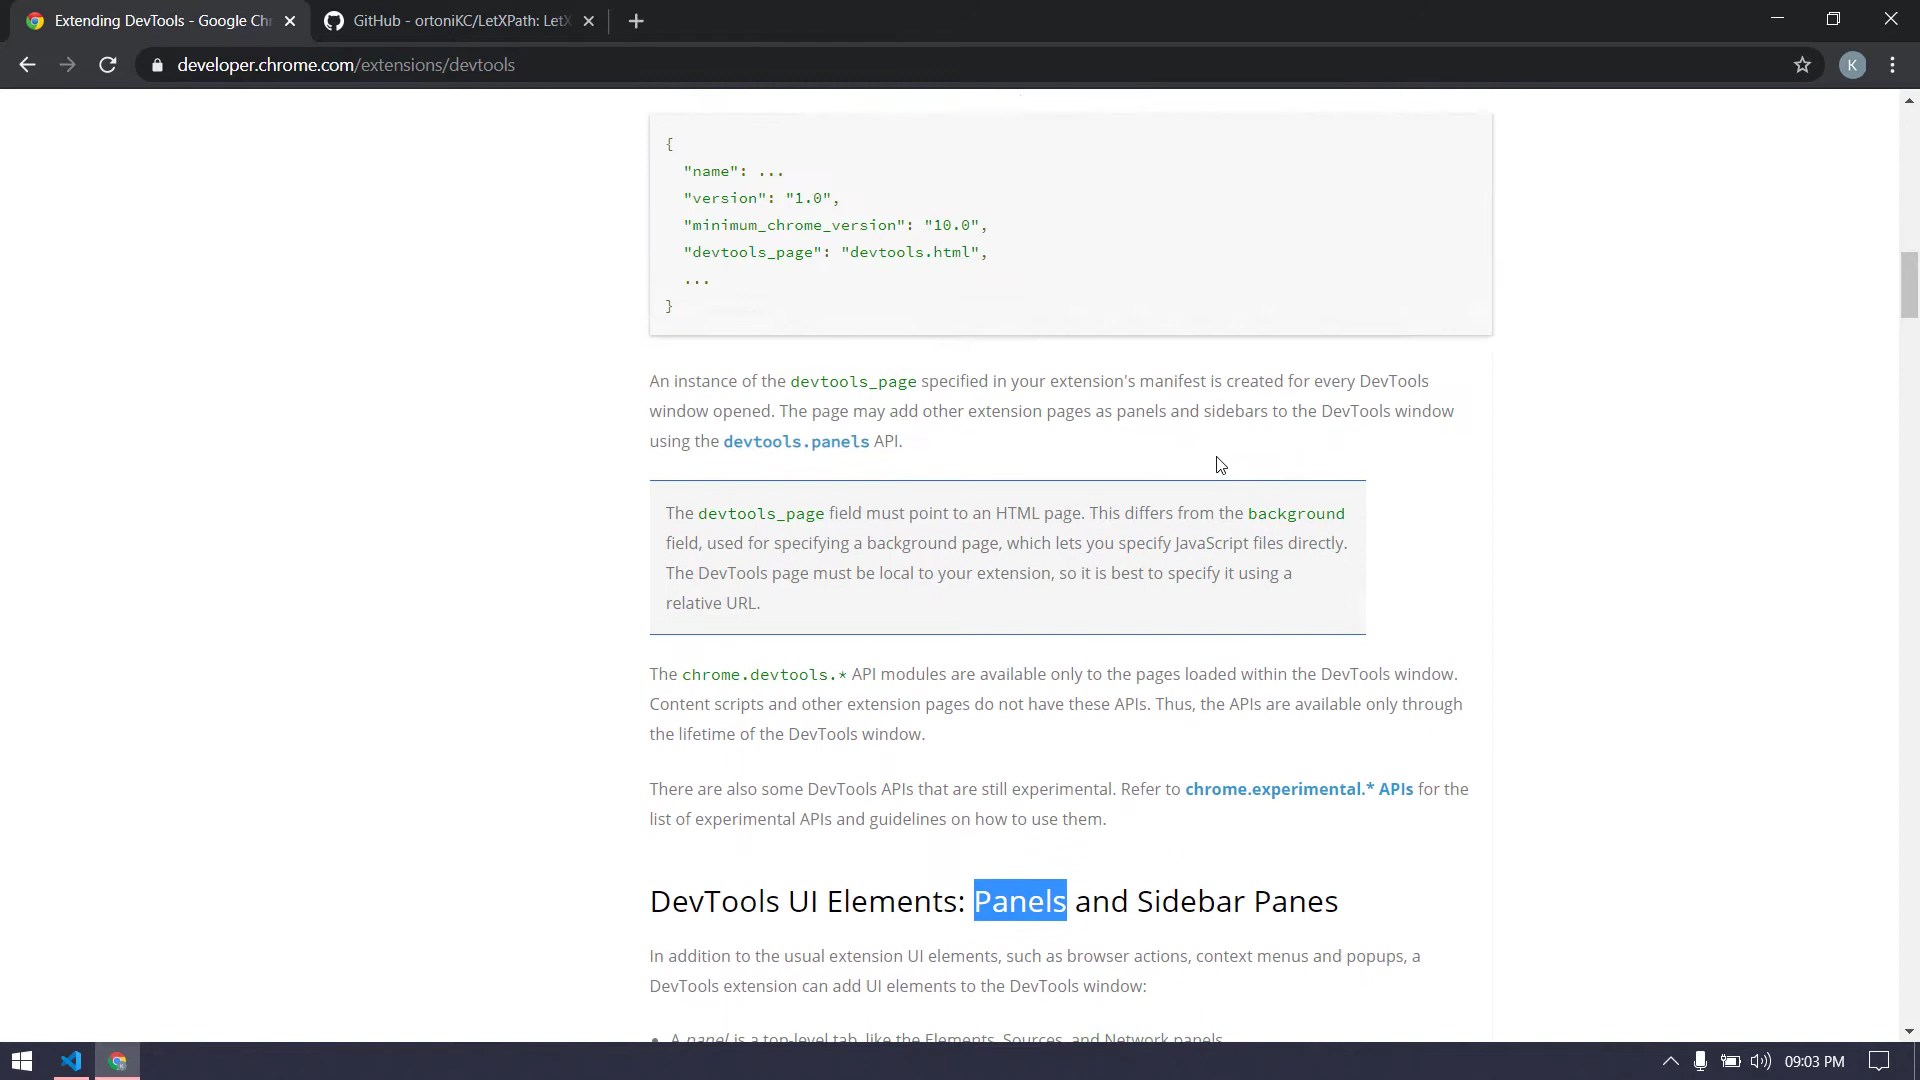 Extending DevTools - Google Chr
GitHub - ortoniKC/LetXPath: LetX
developer.chrome.com/extensions/devtools
K
{
"name": ...
"version": "1.0",
"minimum_chrome_version": "10.0",
"devtools_page": "devtools.html",
...
}
An instance of the devtools_page specified in your extension's manifest is created for every DevTools
window opened. The page may add other extension pages as panels and sidebars to the DevTools window
using the devtools.panels API.
The devtools_page field must point to an HTML page. This differs from the background
field, used for specifying a background page, which lets you specify JavaScript files directly.
The DevTools page must be local to your extension, so it is best to specify it using a
relative URL.
The chrome.devtools.* API modules are available only to the pages loaded within the DevTools window.
Content scripts and other extension pages do not have these APIs. Thus, the APIs are available only through
the lifetime of the DevTools window.
There are also some DevTools APIs that are still experimental. Refer to chrome.experimental.* APIs for the
list of experimental APIs and guidelines on how to use them.
DevTools UI Elements: Panels and Sidebar Panes
In addition to the usual extension UI elements, such as browser actions, context menus and popups, a
DevTools extension can add UI elements to the DevTools window:
• A panel is a top-level tab, like the Elements, Sources, and Network panels.
09:03 PM